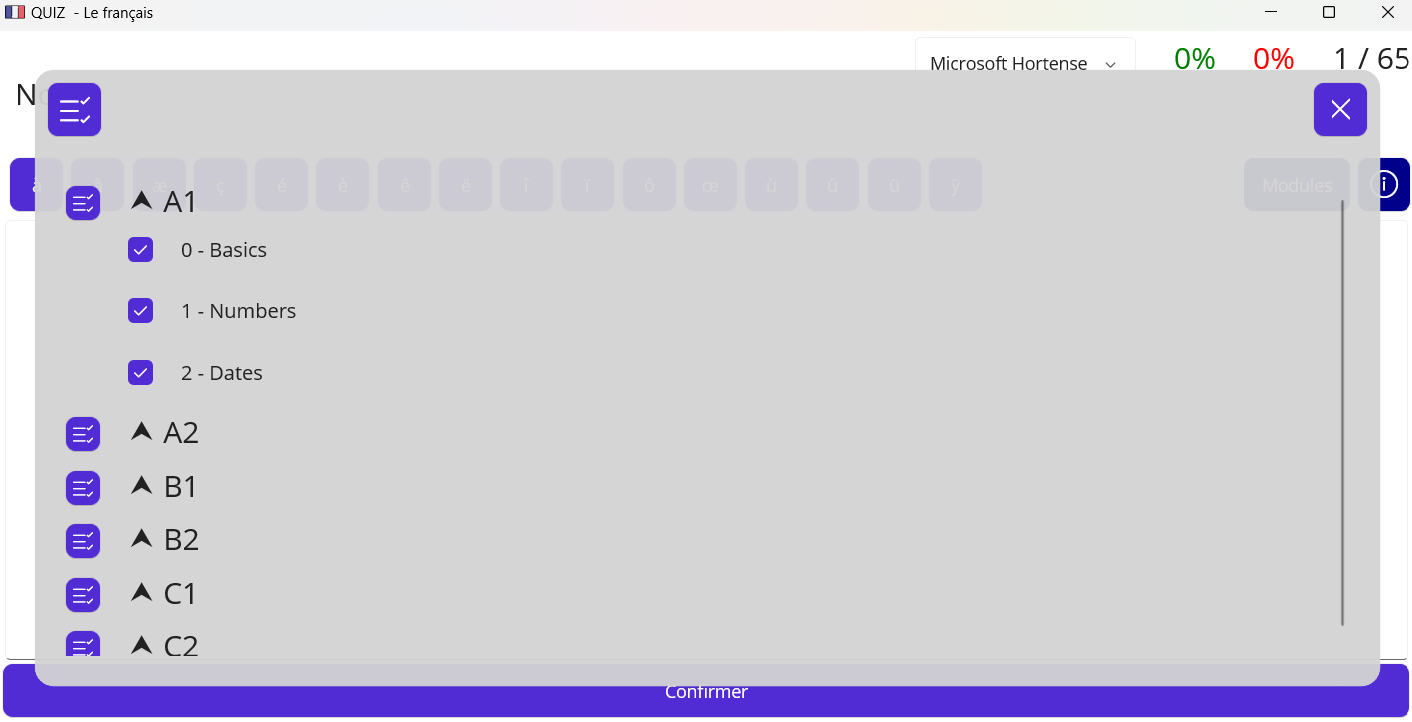 QUIZ - Le français
Microsoft Hortense
0%
0%
1 / 65
æ ç é è ê ë î ï ô œ ù û ü ÿ
Modules
A1
0 - Basics
1 - Numbers
2 - Dates
A2
B1
B2
C1
C2
Confirmer